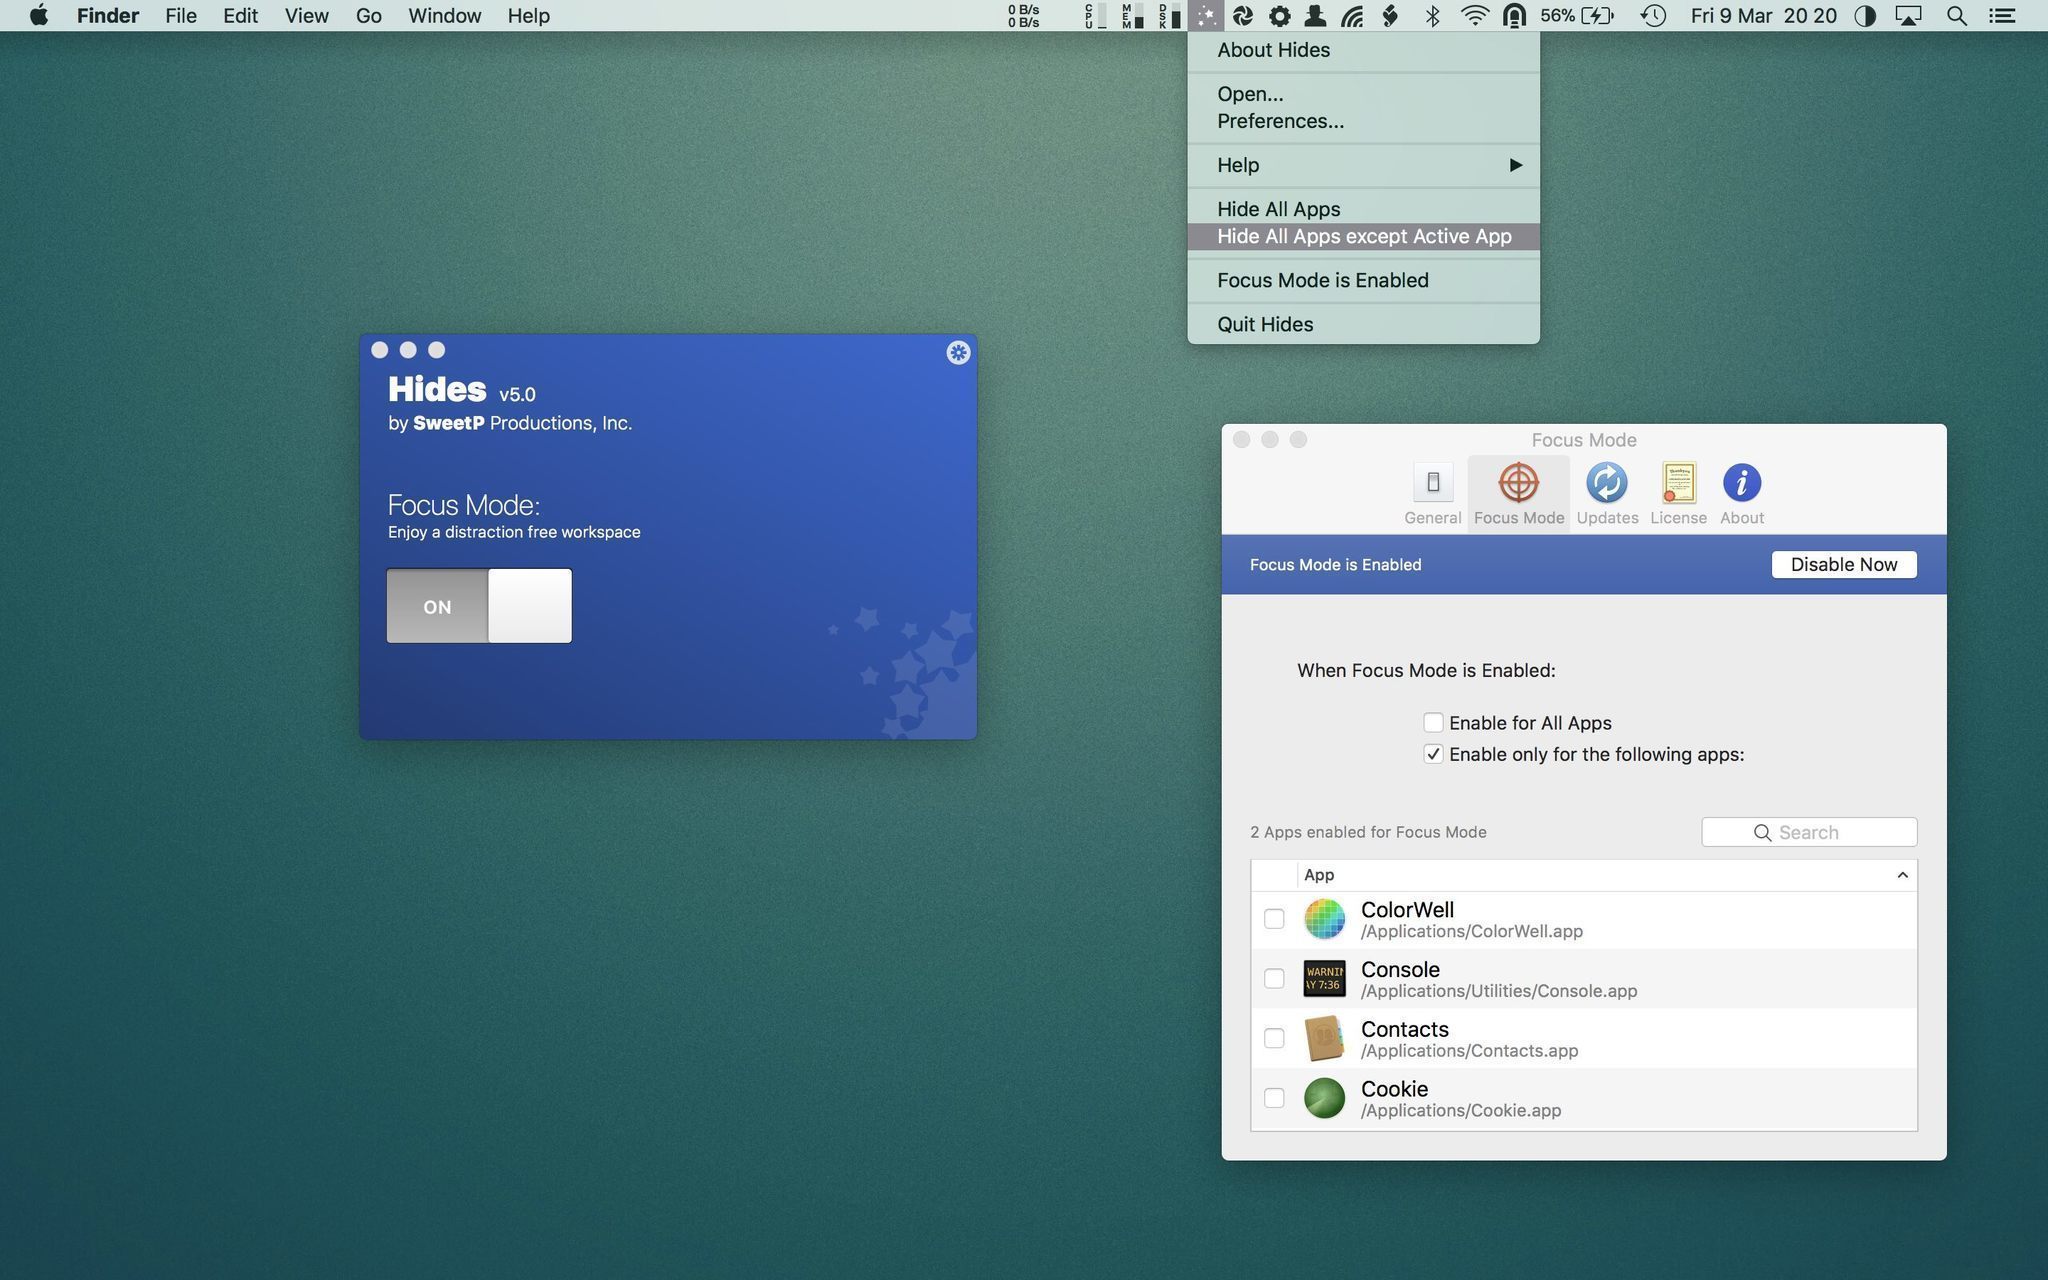 Finder File Edit View Go Window Help
0 B/s
0 B/s
CPU MEM DSK
56%
Fri 9 Mar 20 20
About Hides
Open...
Preferences...
Help
Hide All Apps
Hide All Apps except Active App
Focus Mode is Enabled
Quit Hides
Hides v5.0
by SweetP Productions, Inc.
Focus Mode:
Enjoy a distraction free workspace
ON
Focus Mode
General Focus Mode Updates License About
Focus Mode is Enabled
Disable Now
When Focus Mode is Enabled:
Enable for All Apps
Enable only for the following apps:
2 Apps enabled for Focus Mode
Search
App
ColorWell
/Applications/ColorWell.app
WARNIN
AY 7:36
Console
/Applications/Utilities/Console.app
Contacts
/Applications/Contacts.app
Cookie
/Applications/Cookie.app